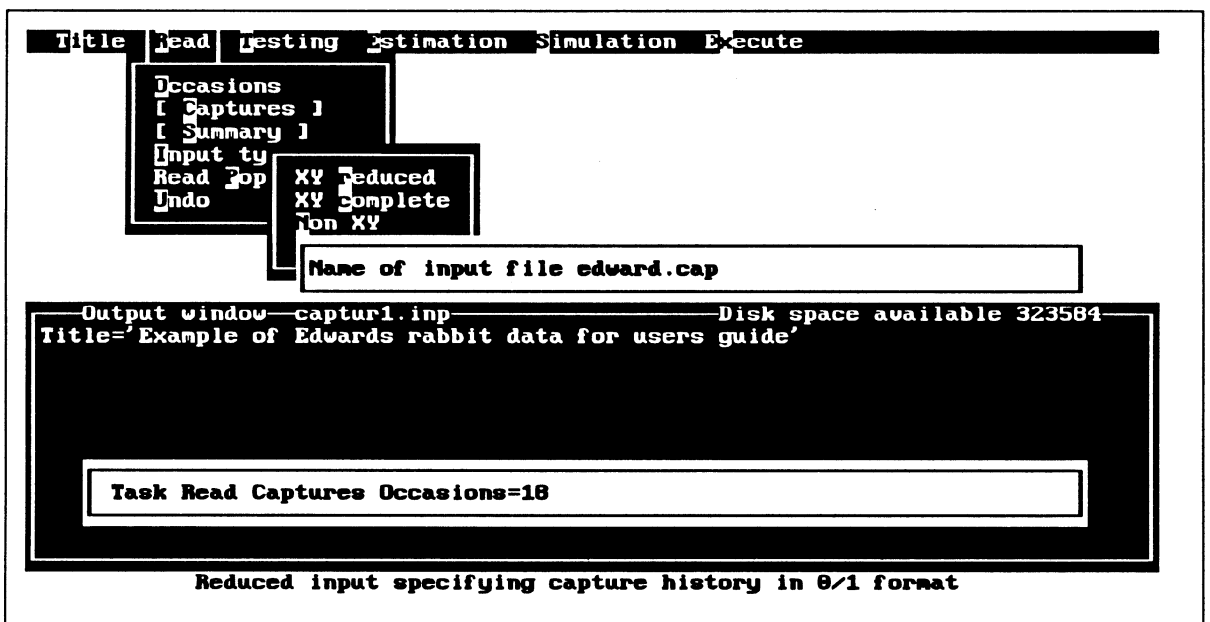 Title Read Testing Estimation Simulation Execute
Occasions
[ Captures ]
[ Summary ]
Input ty
Read Pop
Undo
XY reduced
XY complete
Non XY
Name of input file edward.cap
Output window captur1.inp Disk space available 323584
Title='Example of Edwards rabbit data for users guide'
Task Read Captures Occasions=18
Reduced input specifying capture history in 0/1 format